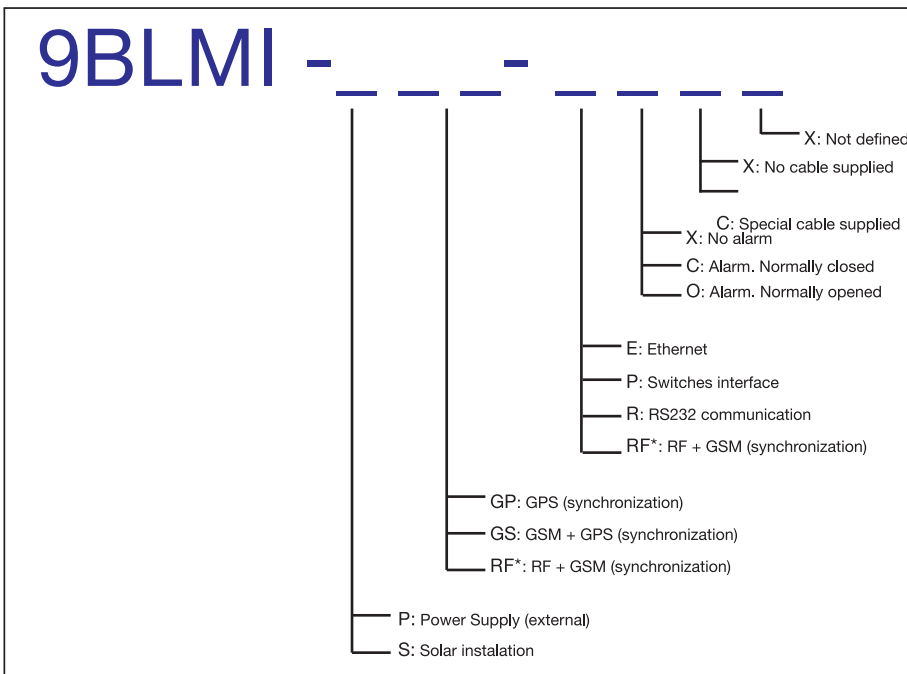 9BLMI - _ _ _ - _ _ _ _
X: Not defined
X: No cable supplied
C: Special cable supplied
X: No alarm
C: Alarm. Normally closed
O: Alarm. Normally opened
E: Ethernet
P: Switches interface
R: RS232 communication
RF*: RF + GSM (synchronization)
GP: GPS (synchronization)
GS: GSM + GPS (synchronization)
RF*: RF + GSM (synchronization)
P: Power Supply (external)
S: Solar instalation